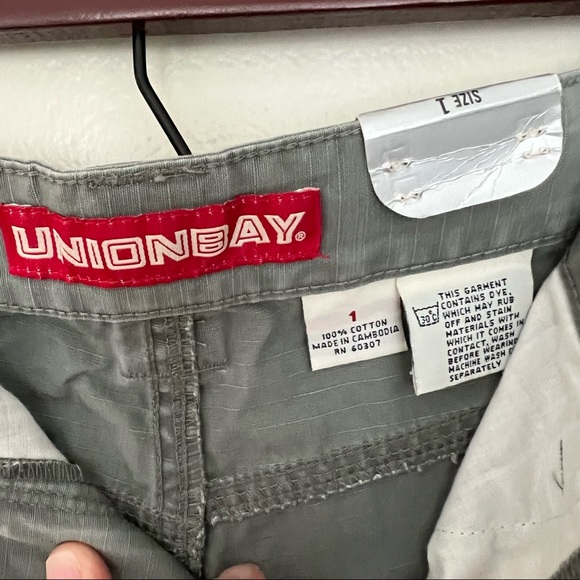 SIZE 1
UNIONBAY®
1
100% COTTON
MADE IN CAMBODIA
RN 60307
30°C
THIS GARMENT
CONTAINS DYE,
WHICH MAY RUB
OFF AND STAIN
MATERIALS WITH
WHICH IT COMES IN
CONTACT. WASH
BEFORE WEARING
MACHINE WASH C
SEPARATELY